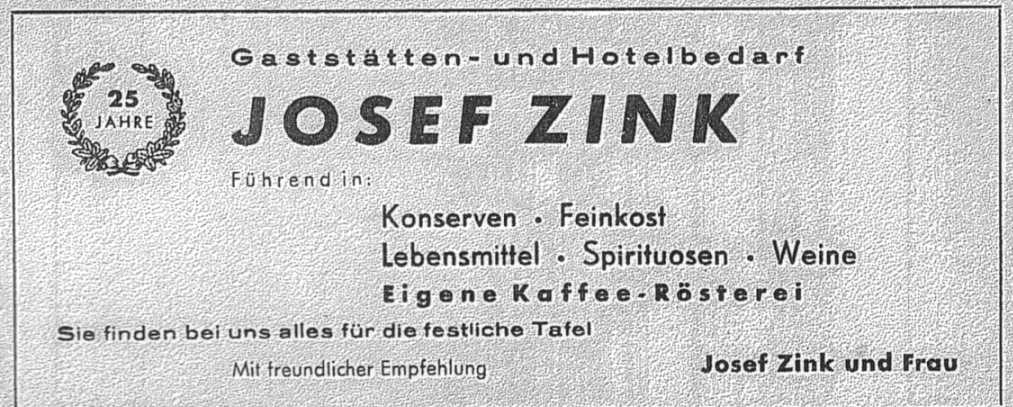 Gaststätten- und Hotelbedarf
25
JAHRE
JOSEF ZINK
Führend in:
Konserven • Feinkost
Lebensmittel • Spirituosen • Weine
Eigene Kaffee-Rösterei
Sie finden bei uns alles für die festliche Tafel
Mit freundlicher Empfehlung
Josef Zink und Frau